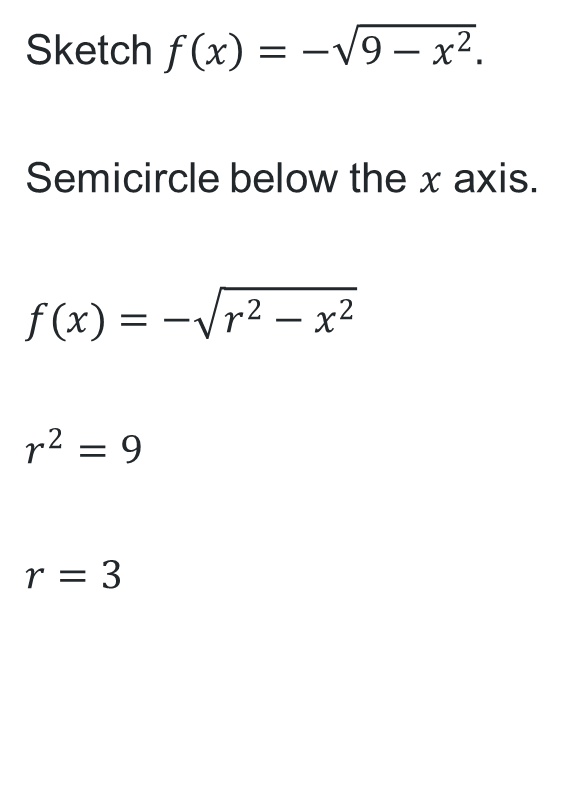 Sketch f(x) = −√(9 − x²).
Semicircle below the x axis.
f(x) = −√(r² − x²)
r² = 9
r = 3